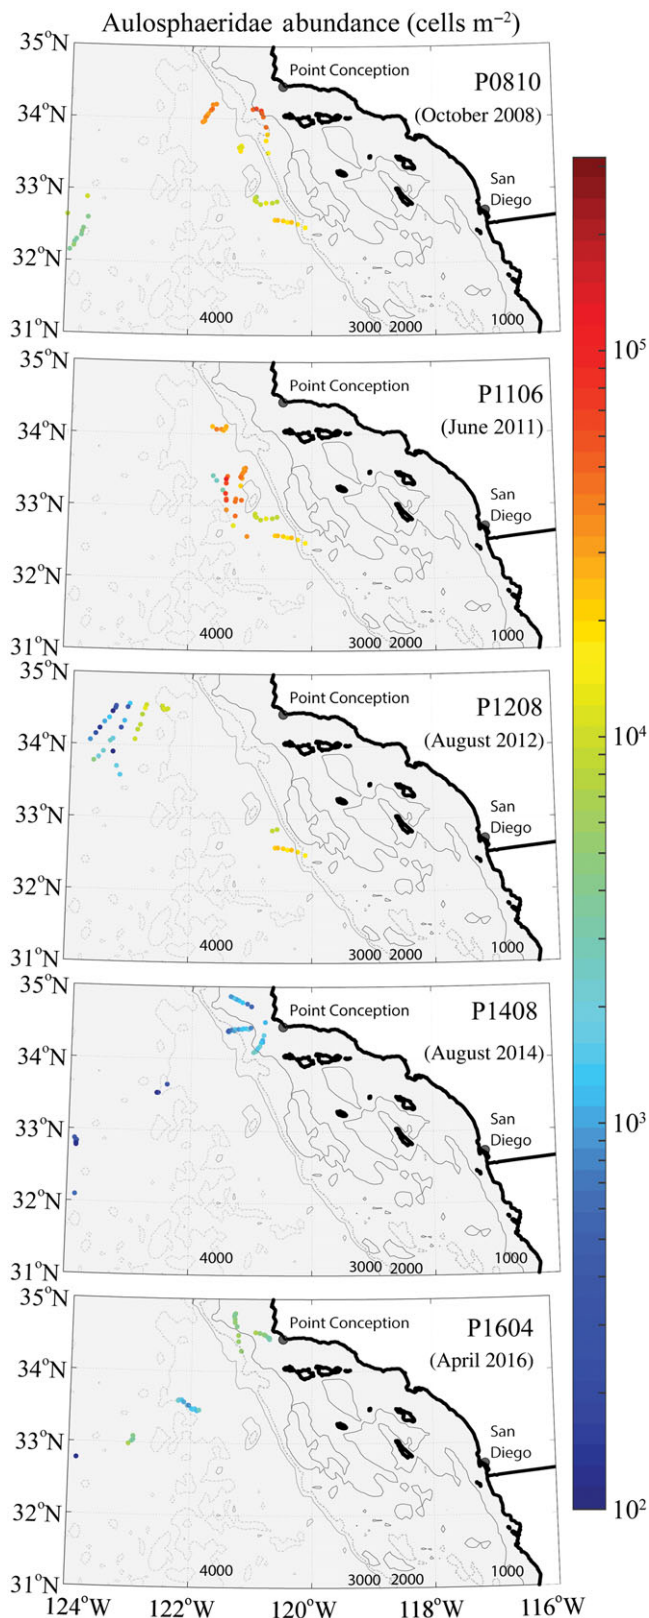 Aulosphaeridae abundance (cells m⁻²)
35°N
Point Conception
P0810
(October 2008)
34°N
San
Diego
33°N
32°N
31°N
4000
3000 2000
1000
35°N
Point Conception
P1106
(June 2011)
34°N
San
Diego
33°N
32°N
31°N
4000
3000 2000
1000
35°N
Point Conception
P1208
(August 2012)
34°N
San
Diego
33°N
32°N
31°N
4000
3000 2000
1000
35°N
Point Conception
P1408
(August 2014)
34°N
San
Diego
33°N
32°N
31°N
4000
3000 2000
1000
35°N
Point Conception
P1604
(April 2016)
34°N
San
Diego
33°N
32°N
31°N
4000
3000 2000
1000
124°W 122°W 120°W 118°W 116°W
10⁵
10⁴
10³
10²